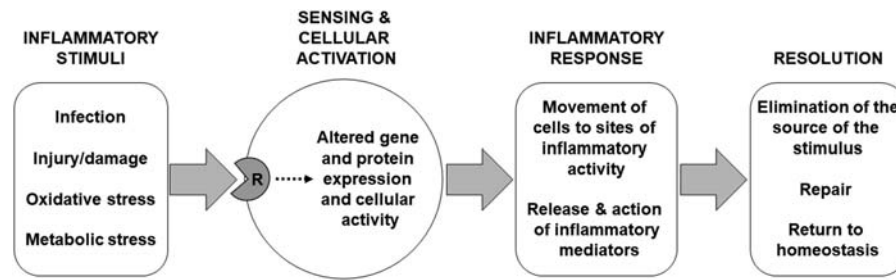 INFLAMMATORY
STIMULI
Infection
Injury/damage
Oxidative stress
Metabolic stress
SENSING &
CELLULAR
ACTIVATION
R
Altered gene
and protein
expression
and cellular
activity
INFLAMMATORY
RESPONSE
Movement of
cells to sites of
inflammatory
activity
Release & action
of inflammatory
mediators
RESOLUTION
Elimination of the
source of the
stimulus
Repair
Return to
homeostasis